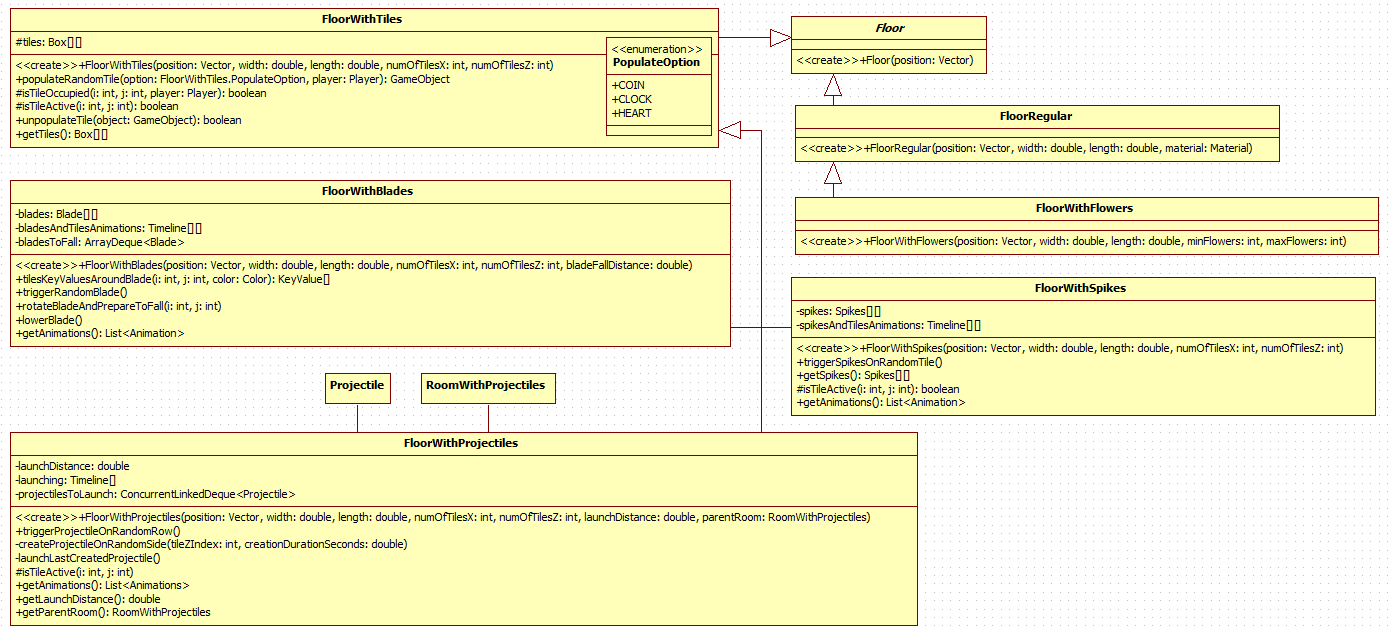 FloorWithTiles
#tiles: Box[][]
<<create>>+FloorWithTiles(position: Vector, width: double, length: double, numOfTilesX: int, numOfTilesZ: int)
+populateRandomTile(option: FloorWithTiles.PopulateOption, player: Player): GameObject
#isTileOccupied(i: int, j: int, player: Player): boolean
#isTileActive(i: int, j: int): boolean
+unpopulateTile(object: GameObject): boolean
+getTiles(): Box[][]
<<enumeration>>
PopulateOption
+COIN
+CLOCK
+HEART
Floor
<<create>>+Floor(position: Vector)
FloorRegular
<<create>>+FloorRegular(position: Vector, width: double, length: double, material: Material)
FloorWithFlowers
<<create>>+FloorWithFlowers(position: Vector, width: double, length: double, minFlowers: int, maxFlowers: int)
FloorWithBlades
-blades: Blade[][]
-bladesAndTilesAnimations: Timeline[][]
-bladesToFall: ArrayDeque<Blade>
<<create>>+FloorWithBlades(position: Vector, width: double, length: double, numOfTilesX: int, numOfTilesZ: int, bladeFallDistance: double)
+tilesKeyValuesAroundBlade(i: int, j: int, color: Color): KeyValue[]
+triggerRandomBlade()
+rotateBladeAndPrepareToFall(i: int, j: int)
+lowerBlade()
+getAnimations(): List<Animation>
FloorWithSpikes
-spikes: Spikes[][]
-spikesAndTilesAnimations: Timeline[][]
<<create>>+FloorWithSpikes(position: Vector, width: double, length: double, numOfTilesX: int, numOfTilesZ: int)
+triggerSpikesOnRandomTile()
+getSpikes(): Spikes[][]
#isTileActive(i: int, j: int): boolean
+getAnimations(): List<Animation>
Projectile
RoomWithProjectiles
FloorWithProjectiles
-launchDistance: double
-launching: Timeline[]
-projectilesToLaunch: ConcurrentLinkedDeque<Projectile>
<<create>>+FloorWithProjectiles(position: Vector, width: double, length: double, numOfTilesX: int, numOfTilesZ: int, launchDistance: double, parentRoom: RoomWithProjectiles)
+triggerProjectileOnRandomRow()
-createProjectileOnRandomSide(tileZIndex: int, creationDurationSeconds: double)
-launchLastCreatedProjectile()
#isTileActive(i: int, j: int)
+getAnimations(): List<Animations>
+getLaunchDistance(): double
+getParentRoom(): RoomWithProjectiles